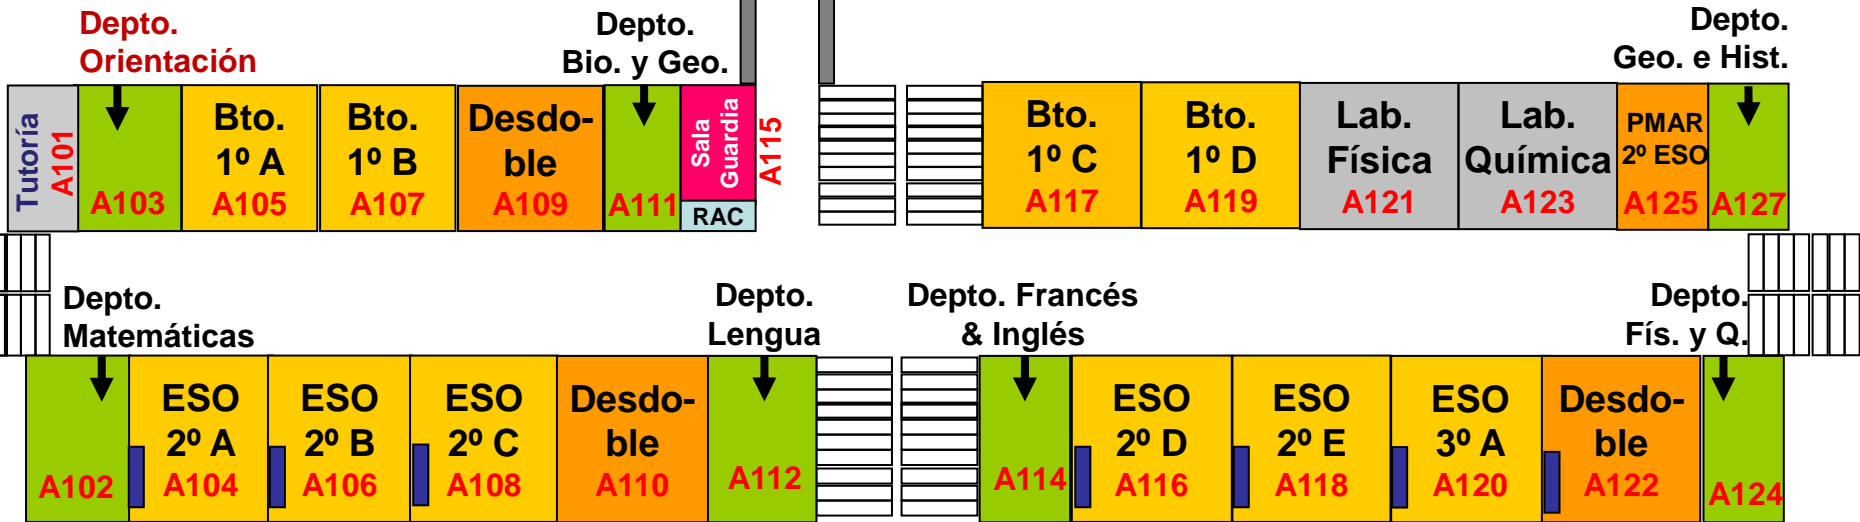 Depto.
Orientación
Depto.
Bio. y Geo.
Depto.
Geo. e Hist.
Tutoría
A101
A103
Bto.
1º A
A105
Bto.
1º B
A107
Desdo-
ble
A109
A111
Sala
Guardia
RAC
A115
Bto.
1º C
A117
Bto.
1º D
A119
Lab.
Física
A121
Lab.
Química
A123
PMAR
2º ESO
A125
A127
Depto.
Matemáticas
Depto.
Lengua
Depto. Francés
& Inglés
Depto.
Fís. y Q.
A102
ESO
2º A
A104
ESO
2º B
A106
ESO
2º C
A108
Desdo-
ble
A110
A112
A114
ESO
2º D
A116
ESO
2º E
A118
ESO
3º A
A120
Desdo-
ble
A122
A124